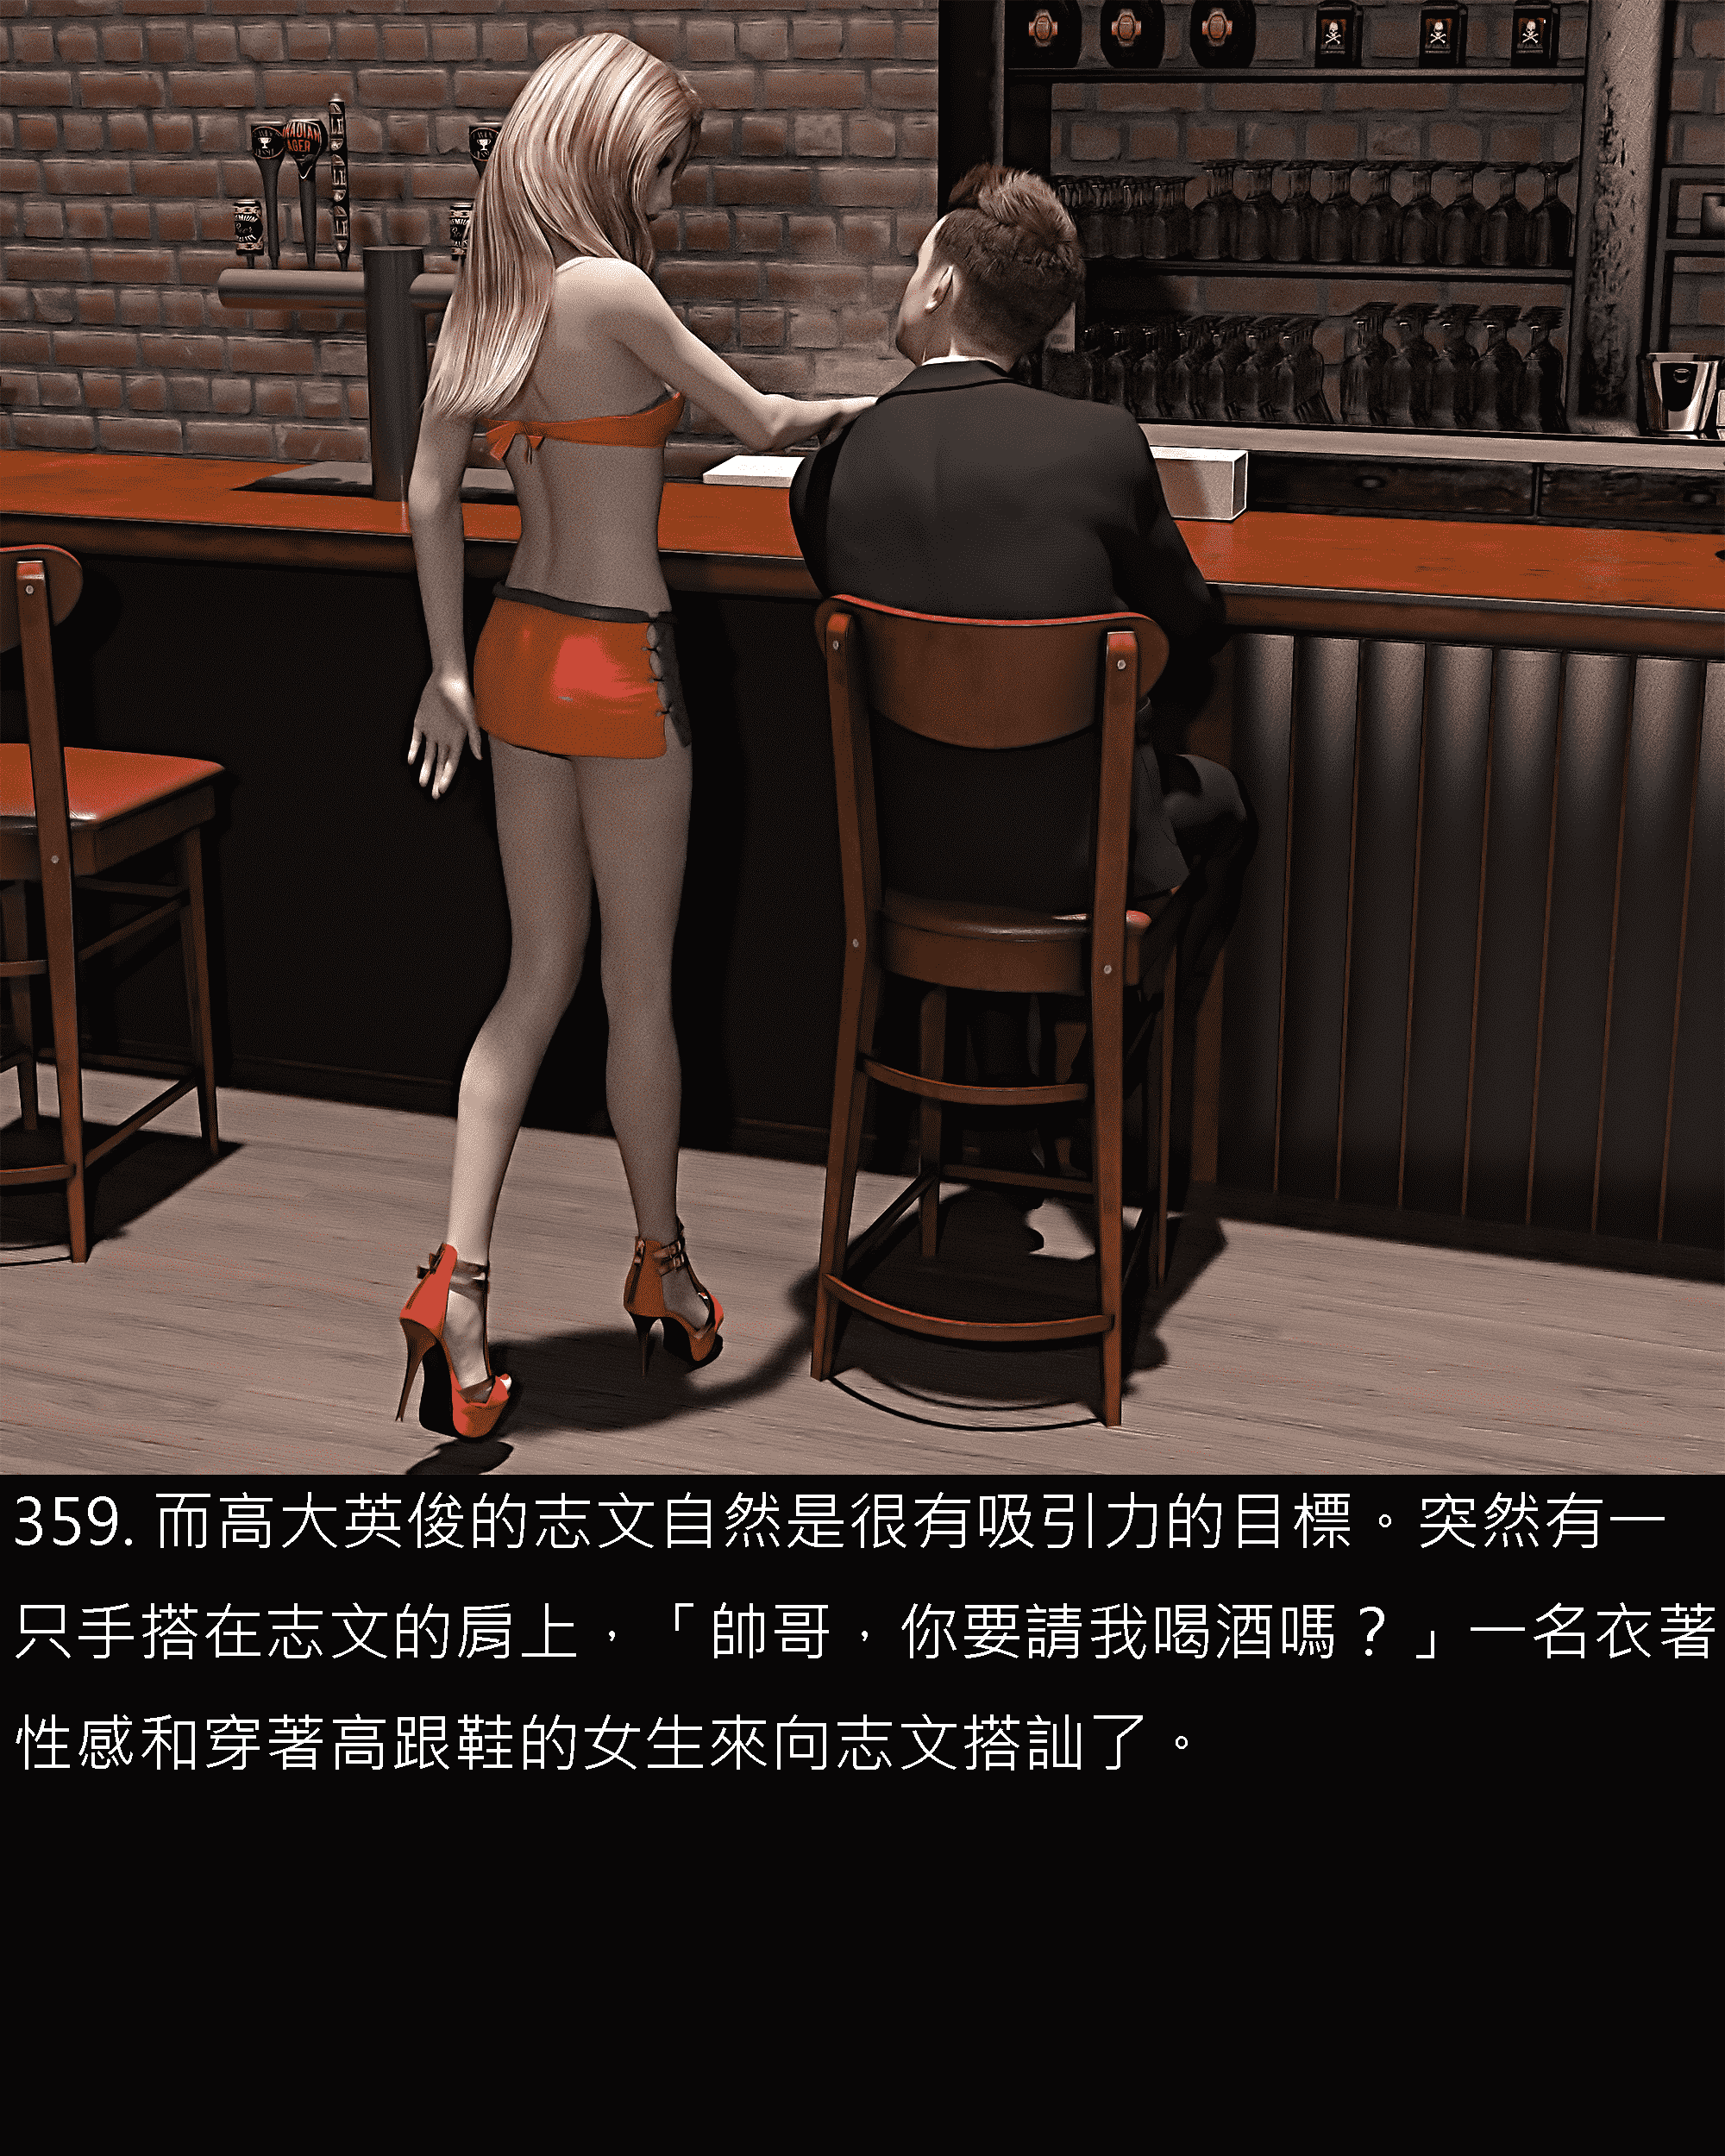 NADIAN
AGER
359. 而高大英俊的志文自然是很有吸引力的目標。突然有一
只手搭在志文的肩上，「帥哥，你要請我喝酒嗎？」一名衣著
性感和穿著高跟鞋的女生來向志文搭訕了。